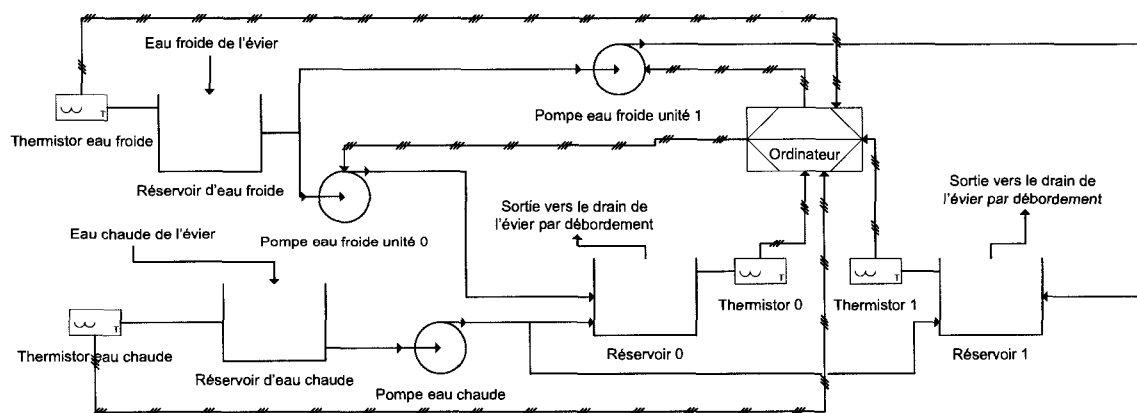 Eau froide de l'évier
Thermistor eau froide
T
Réservoir d'eau froide
Pompe eau froide unité 1
Pompe eau froide unité 0
Ordinateur
Eau chaude de l'évier
Sortie vers le drain de
l'évier par débordement
Sortie vers le drain de
l'évier par débordement
T
Thermistor 0
T
Thermistor 1
T
Thermistor eau chaude
Réservoir d'eau chaude
Pompe eau chaude
Réservoir 0
Réservoir 1